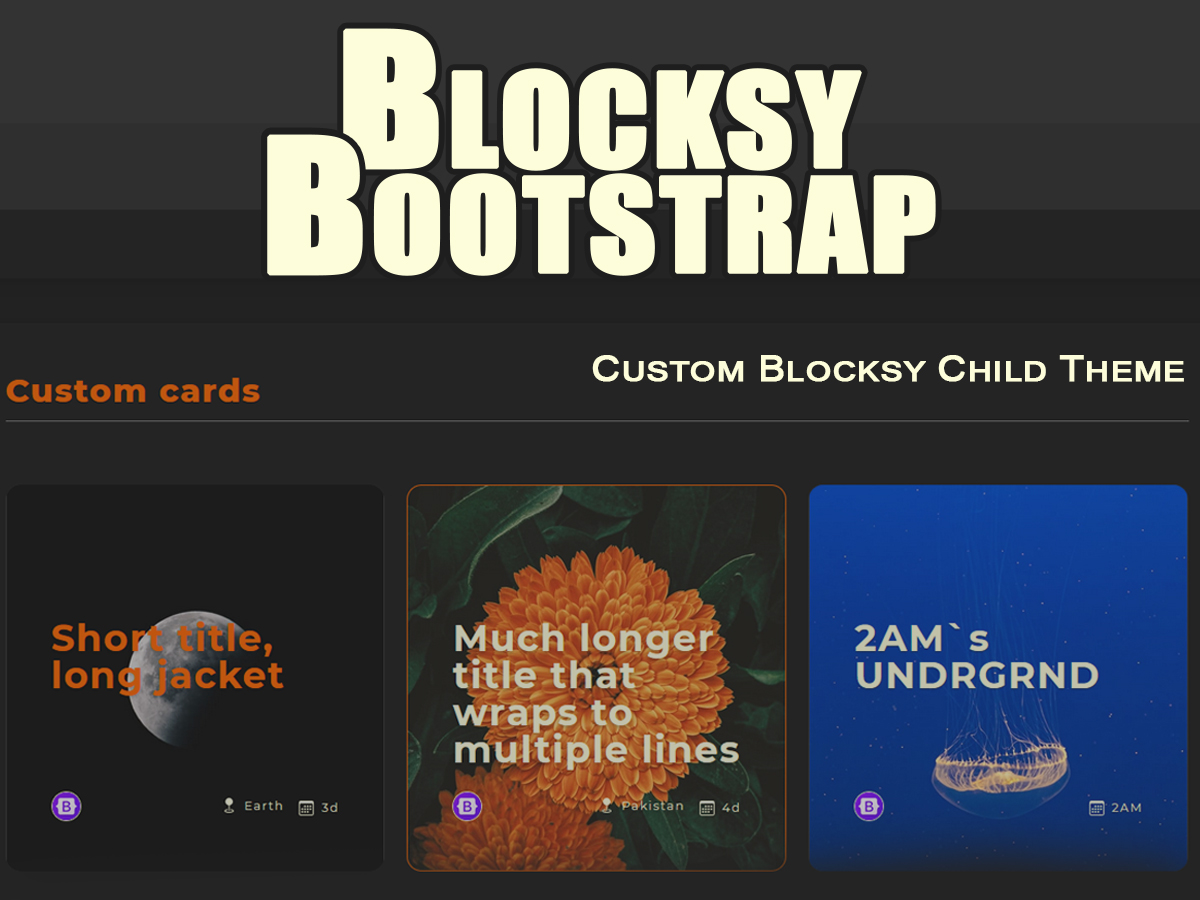 BLOCKSY
BOOTSTRAP
CUSTOM BLOCKSY CHILD THEME
Custom cards
Short title,
long jacket
B
Earth
3d
Much longer
title that
wraps to
multiple lines
B
Pakistan
4d
2AM`s
UNDRGRND
B
2AM